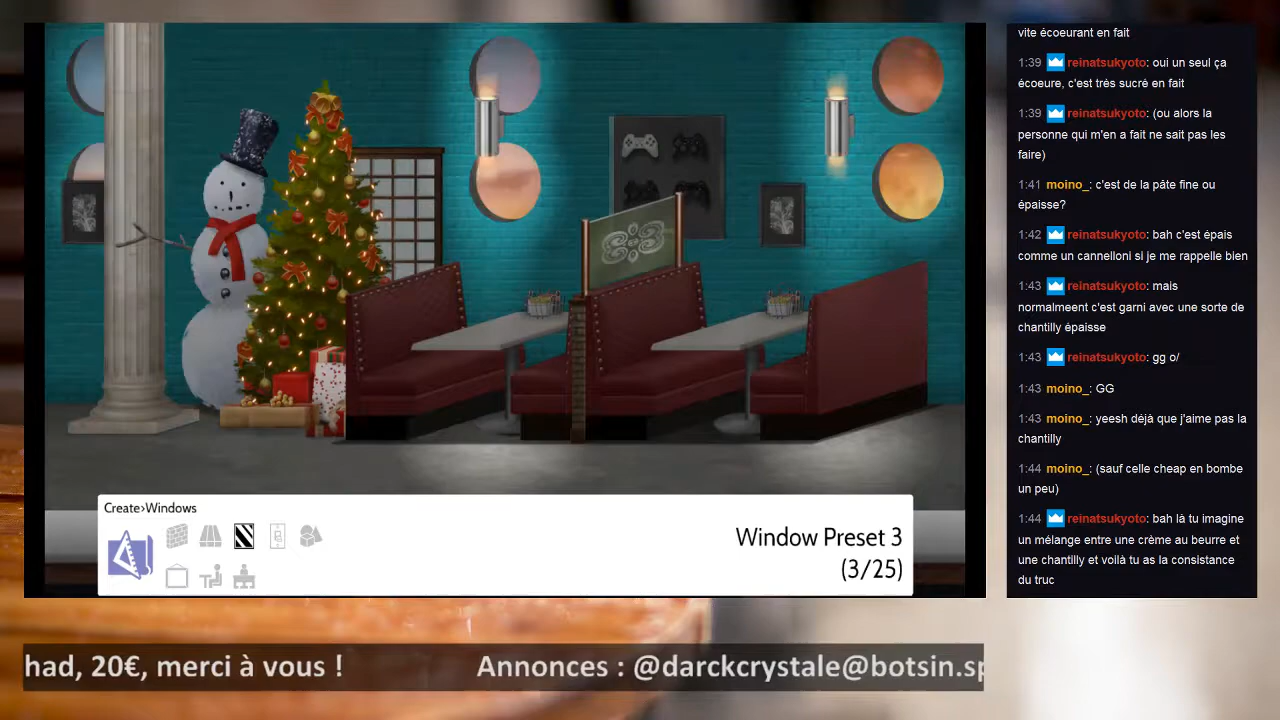 vite écoeurant en fait
1:39 reinatsukyoto: oui un seul ça
écoeure, c'est très sucré en fait
1:39 reinatsukyoto: (ou alors la
personne qui m'en a fait ne sait pas les
faire)
1:41 moino_: c'est de la pâte fine ou
épaisse?
1:42 reinatsukyoto: bah c'est épais
comme un cannelloni si je me rappelle bien
1:43 reinatsukyoto: mais
normalmeent c'est garni avec une sorte de
chantilly épaisse
1:43 reinatsukyoto: gg o/
1:43 moino_: GG
1:43 moino_: yeesh déjà que j'aime pas la
chantilly
1:44 moino_: (sauf celle cheap en bombe
un peu)
1:44 reinatsukyoto: bah là tu imagine
un mélange entre une crème au beurre et
une chantilly et voilà tu as la consistance
du truc
Create›Windows
Window Preset 3
(3/25)
had, 20€, merci à vous ! Annonces : @darckcrystale@botsin.sp